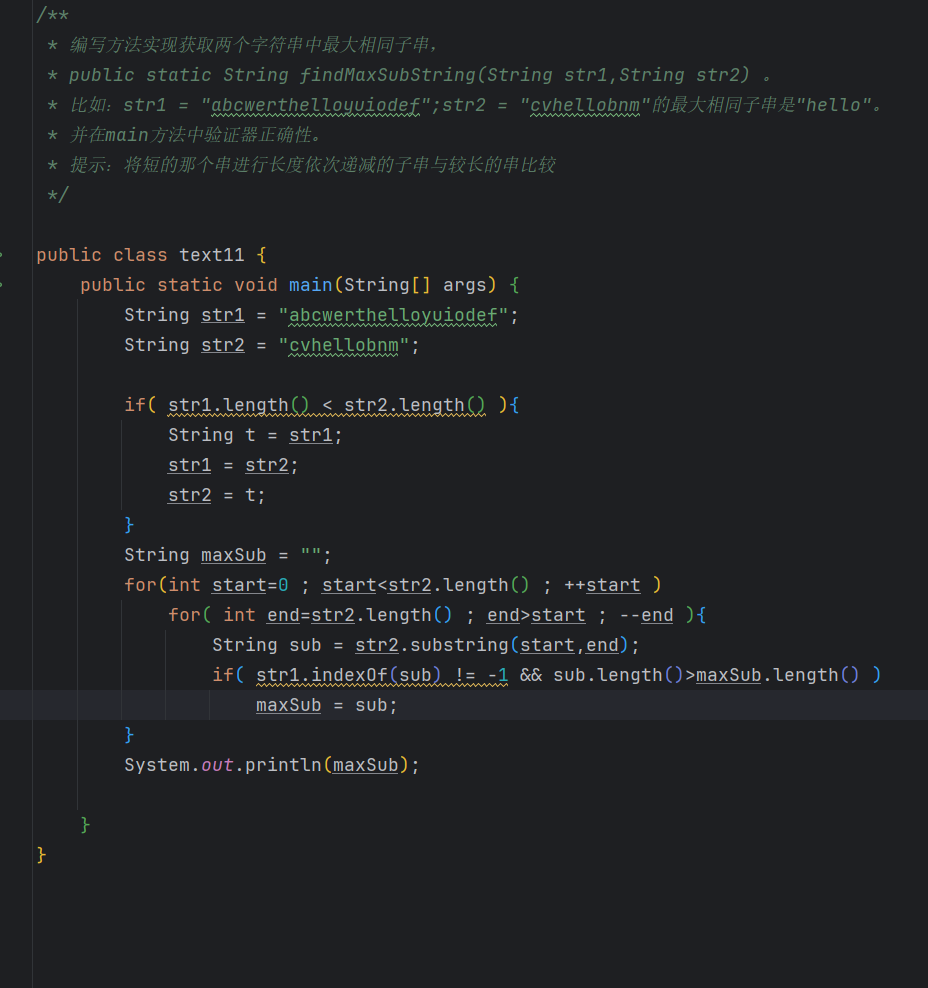 /**
 * 编写方法实现获取两个字符串中最大相同子串,
 * public static String findMaxSubString(String str1,String str2) 。
 * 比如: str1 = "abcwerthelloyuiodef";str2 = "cvhellobnm"的最大相同子串是"hello"。
 * 并在main方法中验证器正确性。
 * 提示: 将短的那个串进行长度依次递减的子串与较长的串比较
 */
public class text11 {
    public static void main(String[] args) {
        String str1 = "abcwerthelloyuiodef";
        String str2 = "cvhellobnm";
        if( str1.length() < str2.length() ){
            String t = str1;
            str1 = str2;
            str2 = t;
        }
        String maxSub = "";
        for(int start=0 ; start<str2.length() ; ++start )
            for( int end=str2.length() ; end>start ; --end ){
                String sub = str2.substring(start,end);
                if( str1.indexOf(sub) != -1 && sub.length()>maxSub.length() )
                    maxSub = sub;
        }
        System.out.println(maxSub);
    }
}